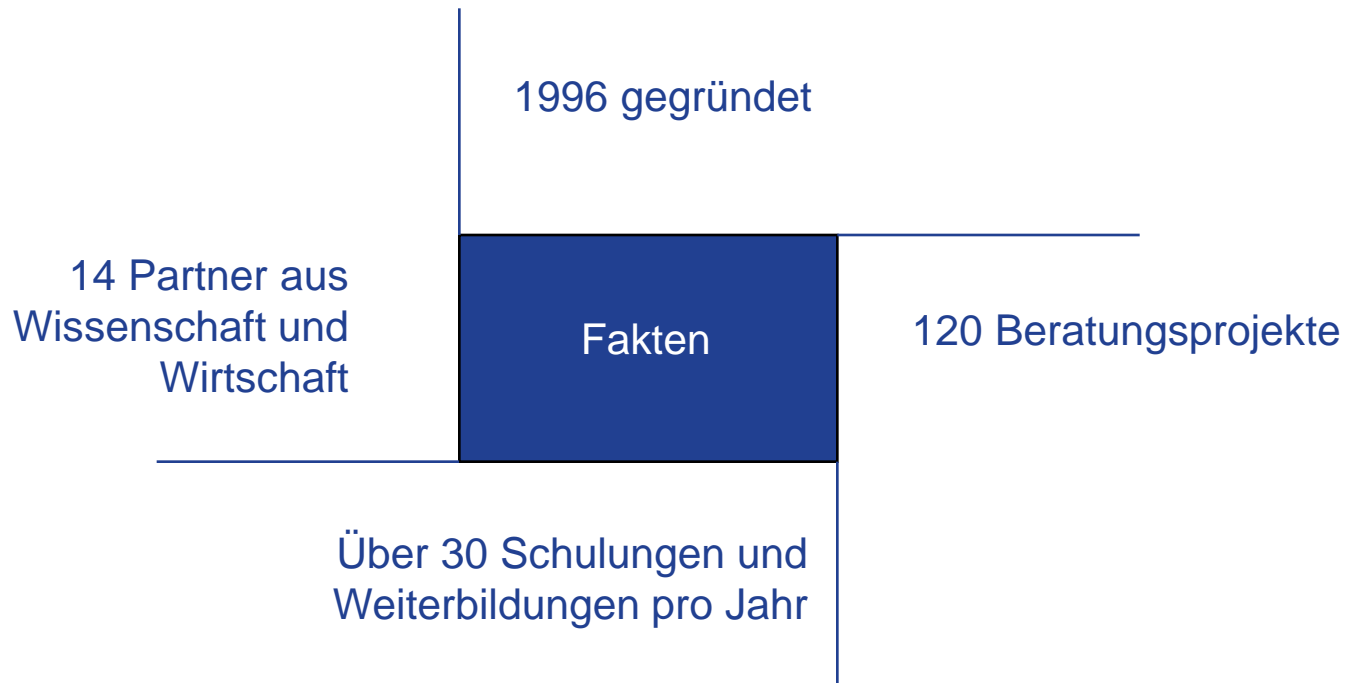 1996 gegründet
14 Partner aus
Wissenschaft und
Wirtschaft
Fakten
120 Beratungsprojekte
Über 30 Schulungen und
Weiterbildungen pro Jahr